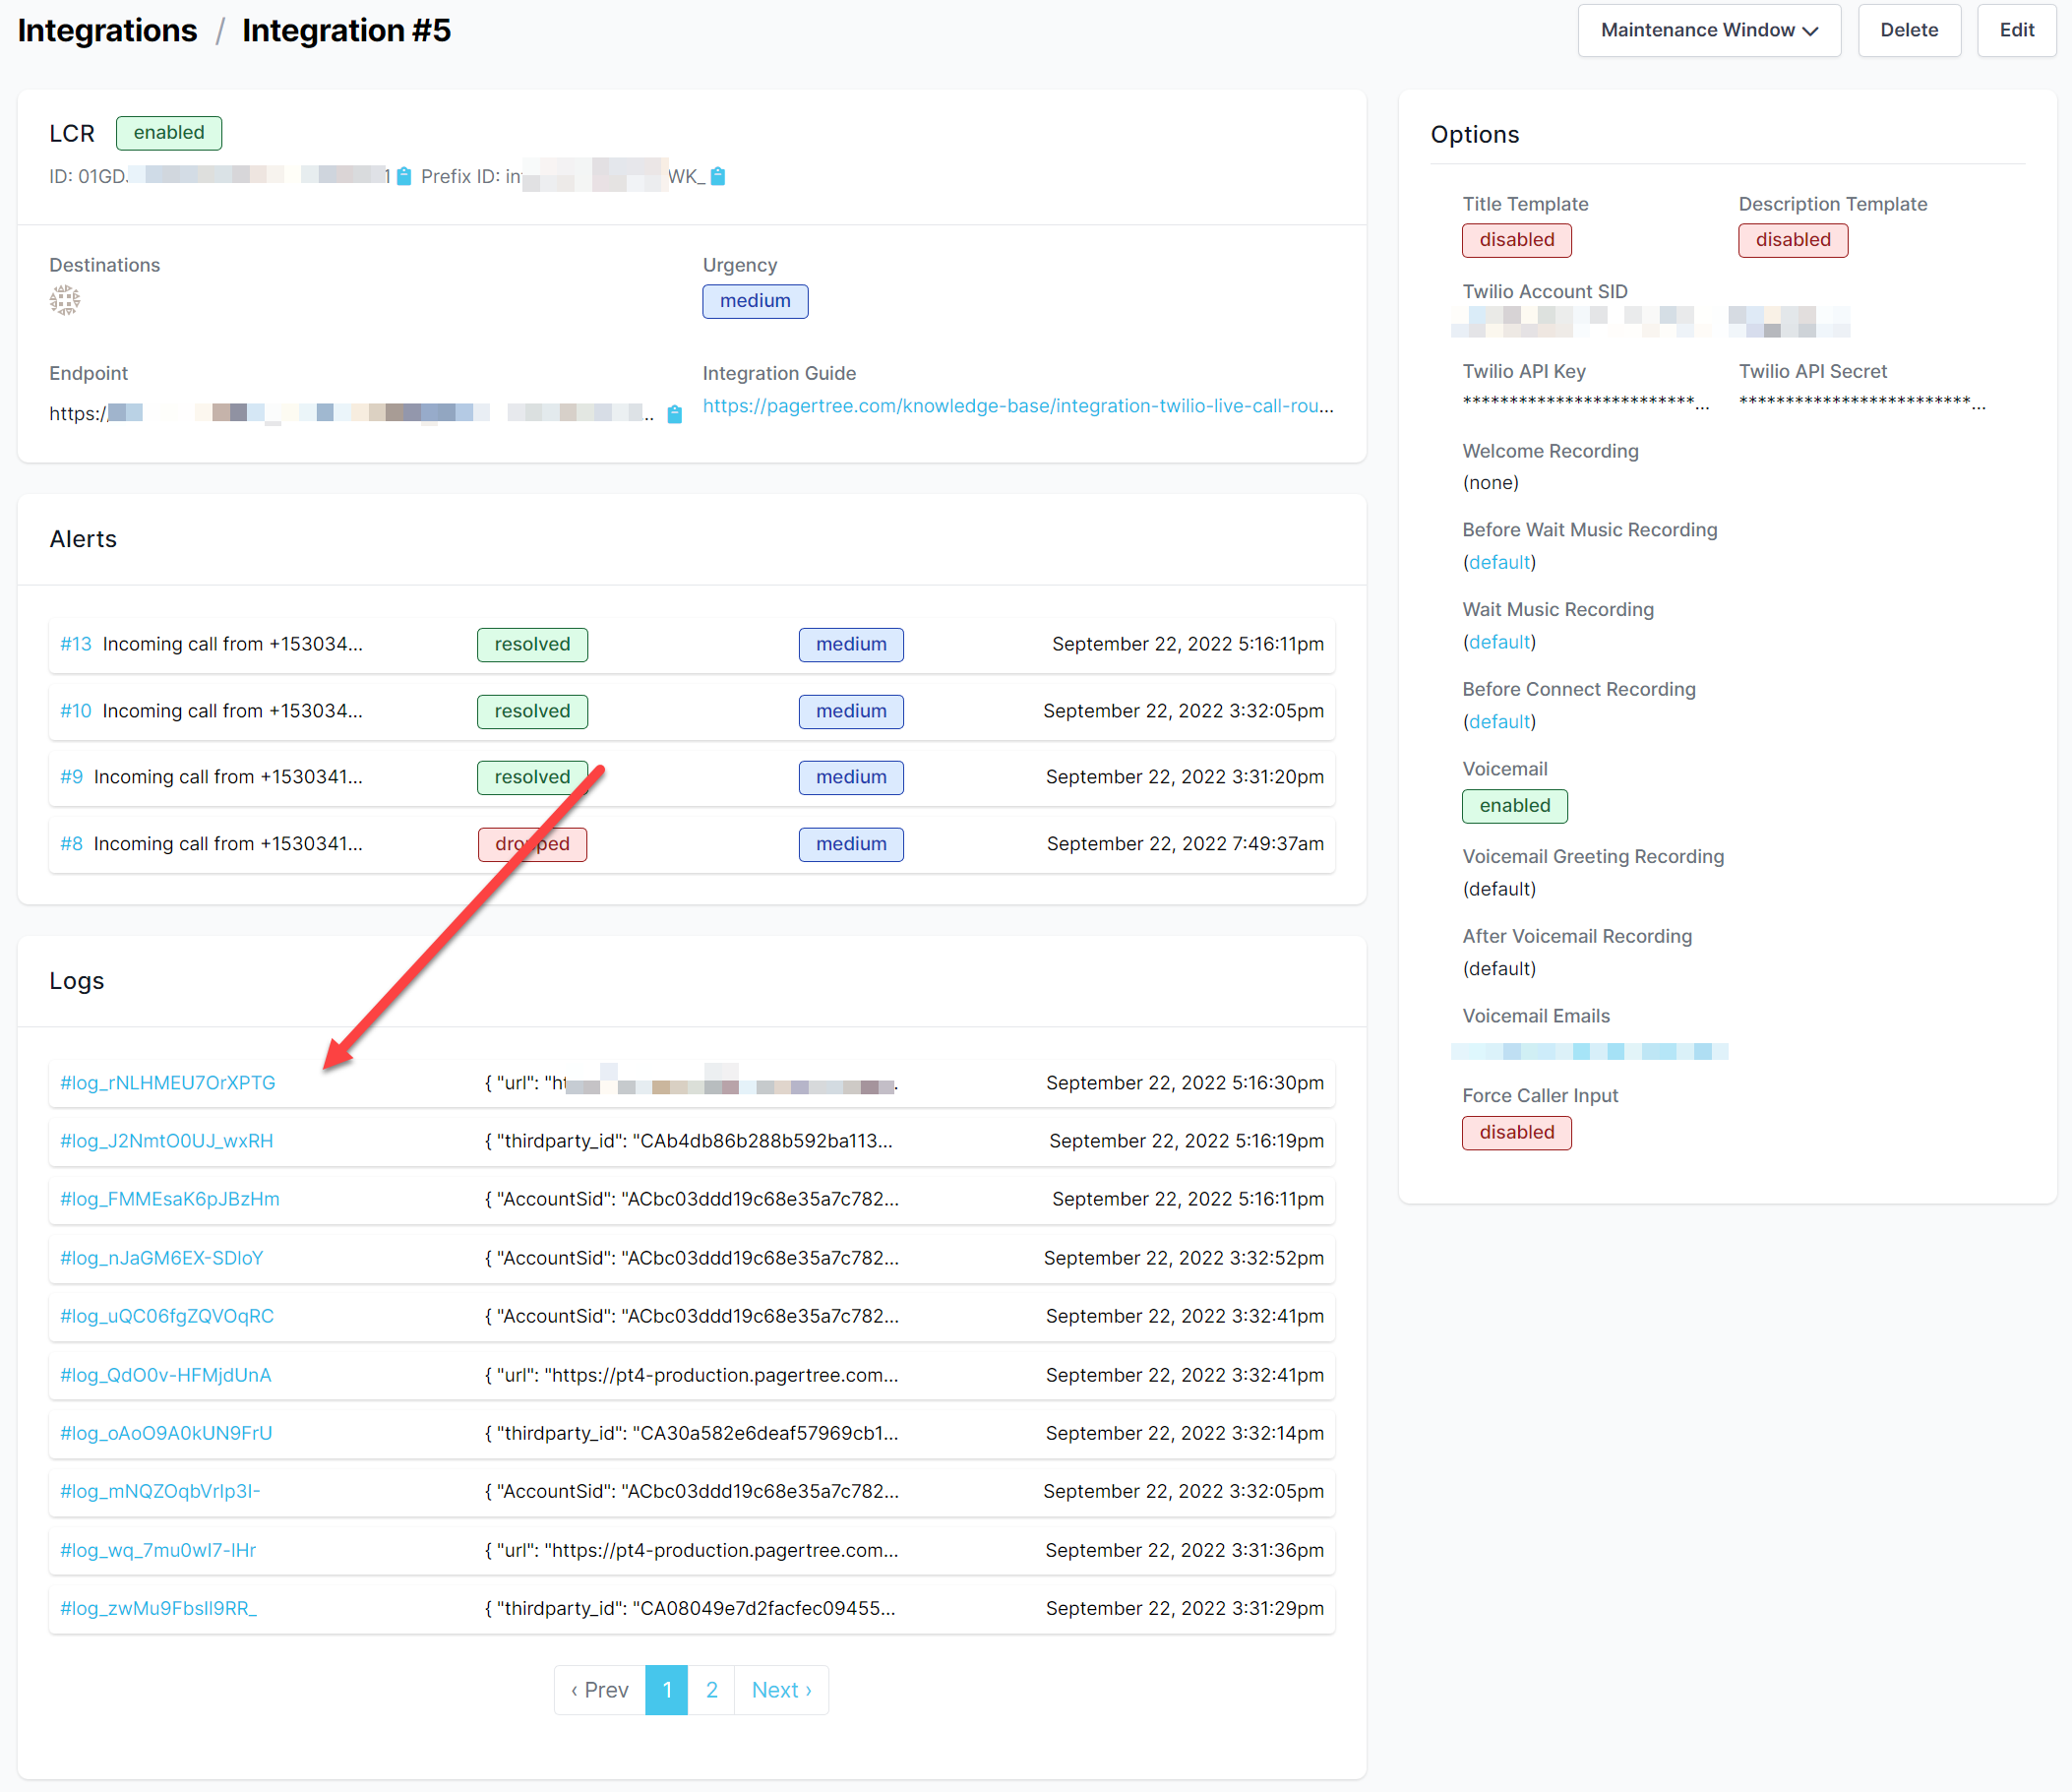 Integrations / Integration #5
Maintenance Window
Delete
Edit
LCR enabled
ID: 01GD 1 Prefix ID: in WK_
Destinations
Urgency
medium
Endpoint
https:/ ..
Integration Guide
https://pagertree.com/knowledge-base/integration-twilio-live-call-rou...
Alerts
#13 Incoming call from +153034... resolved medium September 22, 2022 5:16:11pm
#10 Incoming call from +153034... resolved medium September 22, 2022 3:32:05pm
#9 Incoming call from +1530341... resolved medium September 22, 2022 3:31:20pm
#8 Incoming call from +1530341... dropped medium September 22, 2022 7:49:37am
Logs
#log_rNLHMEU7OrXPTG { "url": "ht . September 22, 2022 5:16:30pm
#log_J2NmtO0UJ_wxRH { "thirdparty_id": "CAb4db86b288b592ba113... September 22, 2022 5:16:19pm
#log_FMMEsaK6pJBzHm { "AccountSid": "ACbc03ddd19c68e35a7c782... September 22, 2022 5:16:11pm
#log_nJaGM6EX-SDIoY { "AccountSid": "ACbc03ddd19c68e35a7c782... September 22, 2022 3:32:52pm
#log_uQC06fgZQVOqRC { "AccountSid": "ACbc03ddd19c68e35a7c782... September 22, 2022 3:32:41pm
#log_QdO0v-HFMjdUnA { "url": "https://pt4-production.pagertree.com... September 22, 2022 3:32:41pm
#log_oAoO9A0kUN9FrU { "thirdparty_id": "CA30a582e6deaf57969cb1... September 22, 2022 3:32:14pm
#log_mNQZOqbVrIp3I- { "AccountSid": "ACbc03ddd19c68e35a7c782... September 22, 2022 3:32:05pm
#log_wq_7mu0wI7-IHr { "url": "https://pt4-production.pagertree.com... September 22, 2022 3:31:36pm
#log_zwMu9FbsII9RR_ { "thirdparty_id": "CA08049e7d2facfec09455... September 22, 2022 3:31:29pm
‹ Prev 1 2 Next ›
Options
Title Template
disabled
Description Template
disabled
Twilio Account SID
Twilio API Key
*************************...
Twilio API Secret
*************************...
Welcome Recording
(none)
Before Wait Music Recording
(default)
Wait Music Recording
(default)
Before Connect Recording
(default)
Voicemail
enabled
Voicemail Greeting Recording
(default)
After Voicemail Recording
(default)
Voicemail Emails
Force Caller Input
disabled